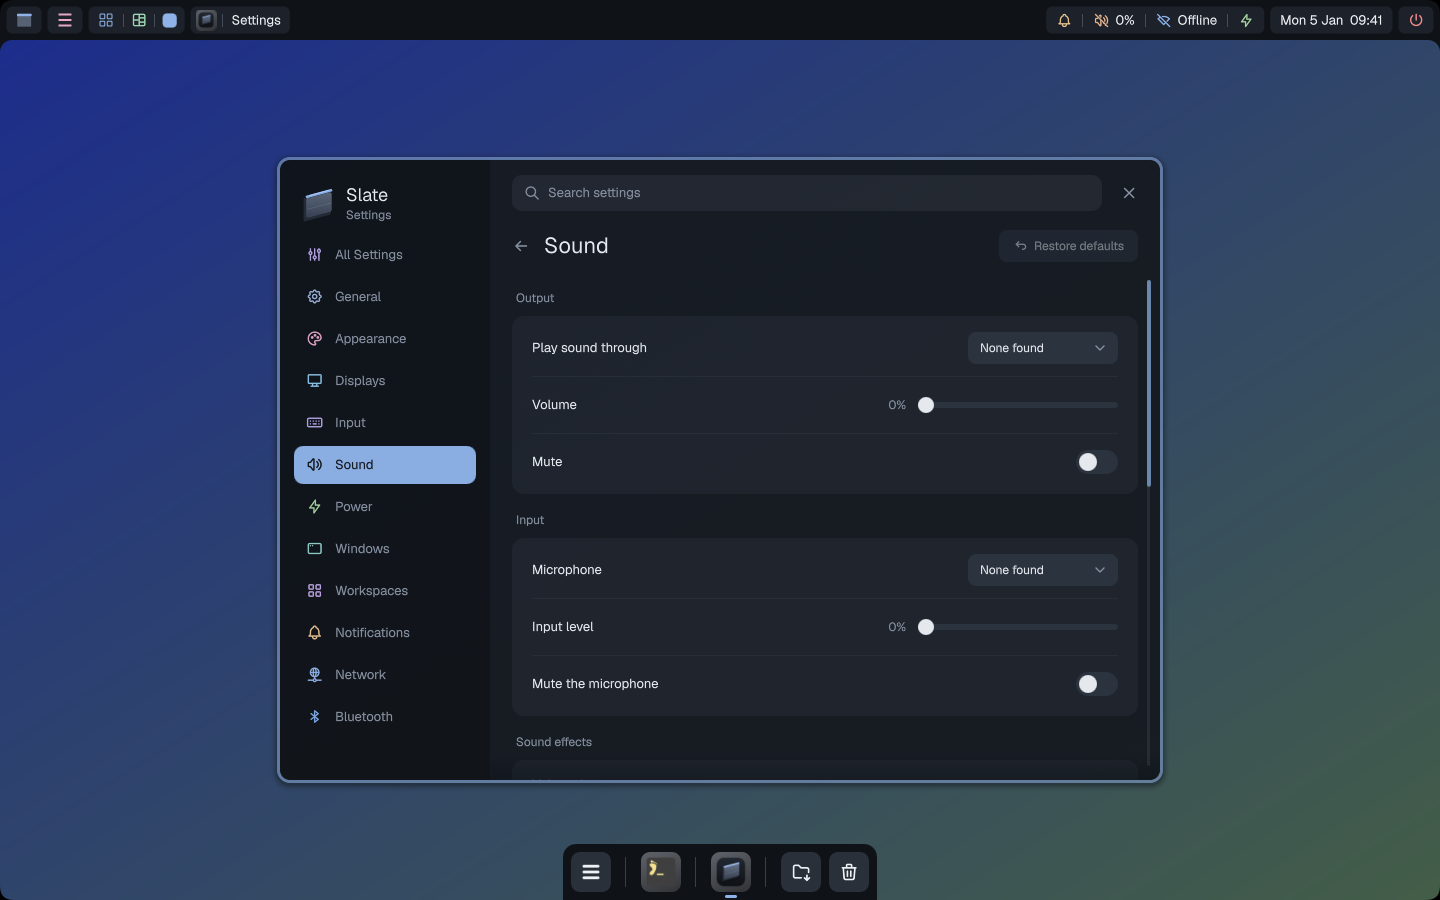 Settings
0%
Offline
Mon 5 Jan 09:41
Slate
Settings
Search settings
All Settings
General
Appearance
Displays
Input
Sound
Power
Windows
Workspaces
Notifications
Network
Bluetooth
Sound
Restore defaults
Output
Play sound through
None found
Volume
0%
Mute
Input
Microphone
None found
Input level
0%
Mute the microphone
Sound effects